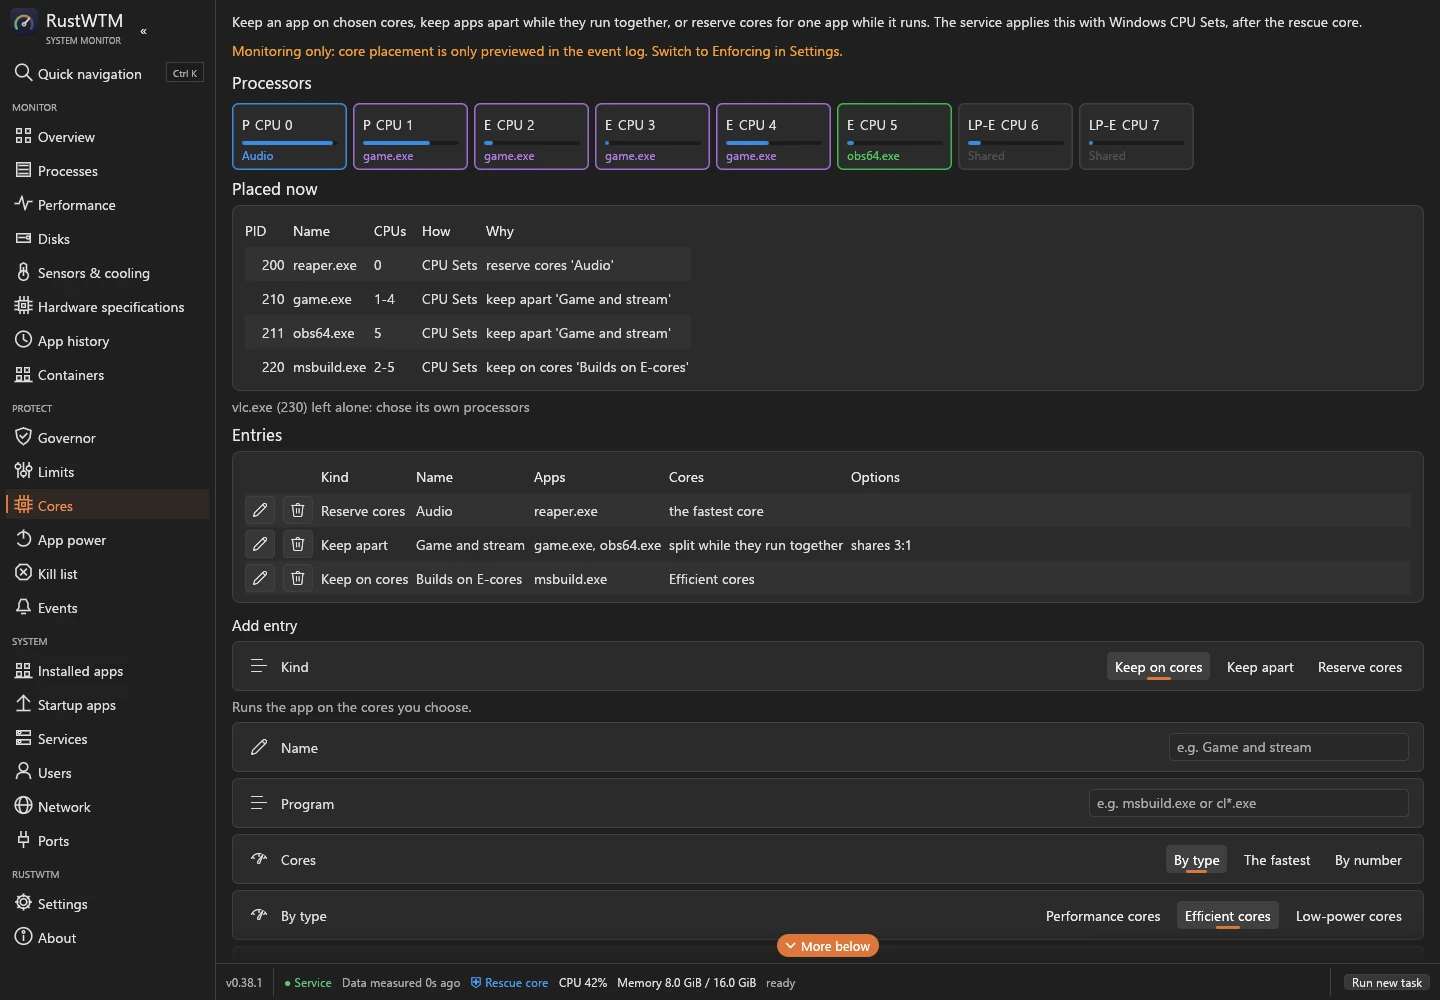 RustWTM
SYSTEM MONITOR
«
Quick navigation Ctrl K
MONITOR
Overview
Processes
Performance
Disks
Sensors & cooling
Hardware specifications
App history
Containers
PROTECT
Governor
Limits
Cores
App power
Kill list
Events
SYSTEM
Installed apps
Startup apps
Services
Users
Network
Ports
RUSTWTM
Settings
About
Keep an app on chosen cores, keep apps apart while they run together, or reserve cores for one app while it runs. The service applies this with Windows CPU Sets, after the rescue core.
Monitoring only: core placement is only previewed in the event log. Switch to Enforcing in Settings.
Processors
P CPU 0
Audio
P CPU 1
game.exe
E CPU 2
game.exe
E CPU 3
game.exe
E CPU 4
game.exe
E CPU 5
obs64.exe
LP-E CPU 6
Shared
LP-E CPU 7
Shared
Placed now
PID Name CPUs How Why
200 reaper.exe 0 CPU Sets reserve cores 'Audio'
210 game.exe 1-4 CPU Sets keep apart 'Game and stream'
211 obs64.exe 5 CPU Sets keep apart 'Game and stream'
220 msbuild.exe 2-5 CPU Sets keep on cores 'Builds on E-cores'
vlc.exe (230) left alone: chose its own processors
Entries
Kind Name Apps Cores Options
Reserve cores Audio reaper.exe the fastest core
Keep apart Game and stream game.exe, obs64.exe split while they run together shares 3:1
Keep on cores Builds on E-cores msbuild.exe Efficient cores
Add entry
Kind Keep on cores Keep apart Reserve cores
Runs the app on the cores you choose.
Name e.g. Game and stream
Program e.g. msbuild.exe or cl*.exe
Cores By type The fastest By number
By type Performance cores Efficient cores Low-power cores
More below
v0.38.1 Service Data measured 0s ago Rescue core CPU 42% Memory 8.0 GiB / 16.0 GiB ready Run new task